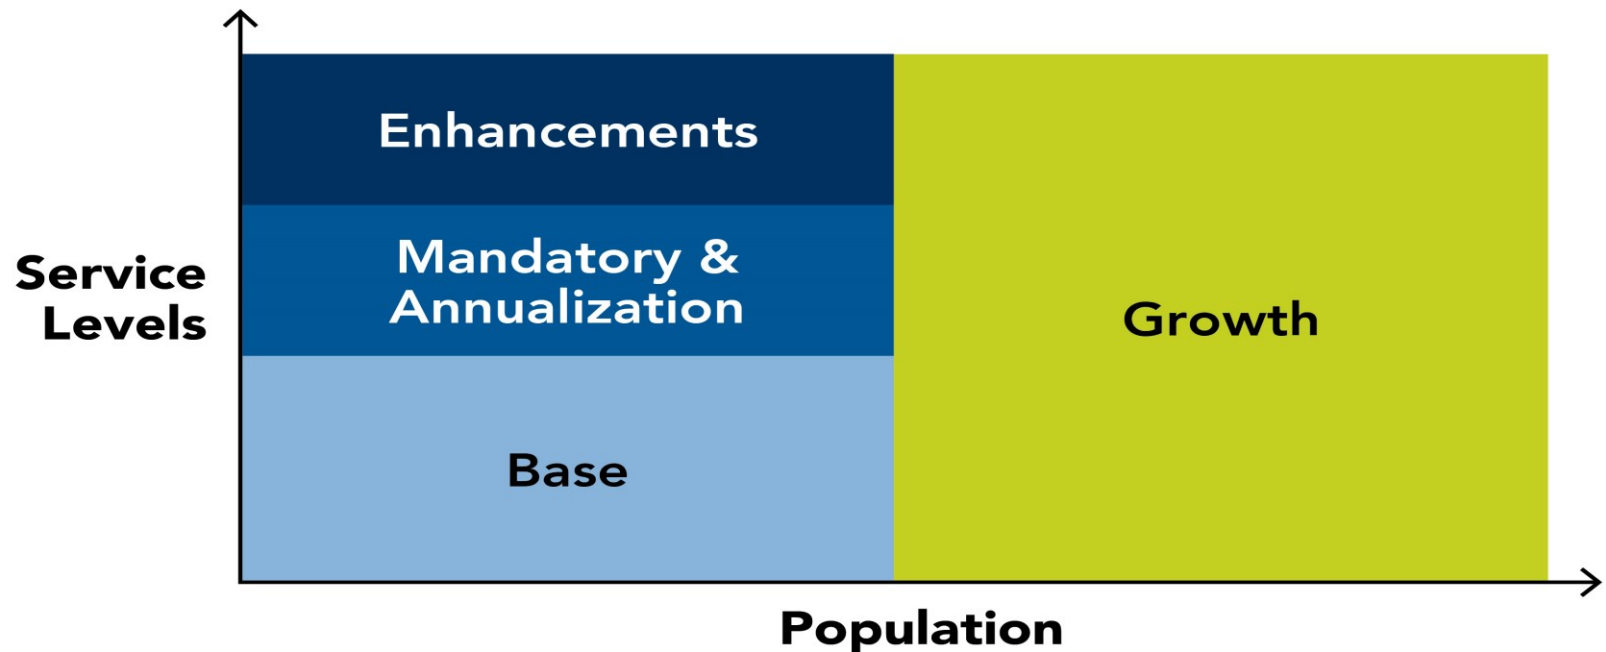 Enhancements
Mandatory &
Annualization
Base
Growth
Service
Levels
Population